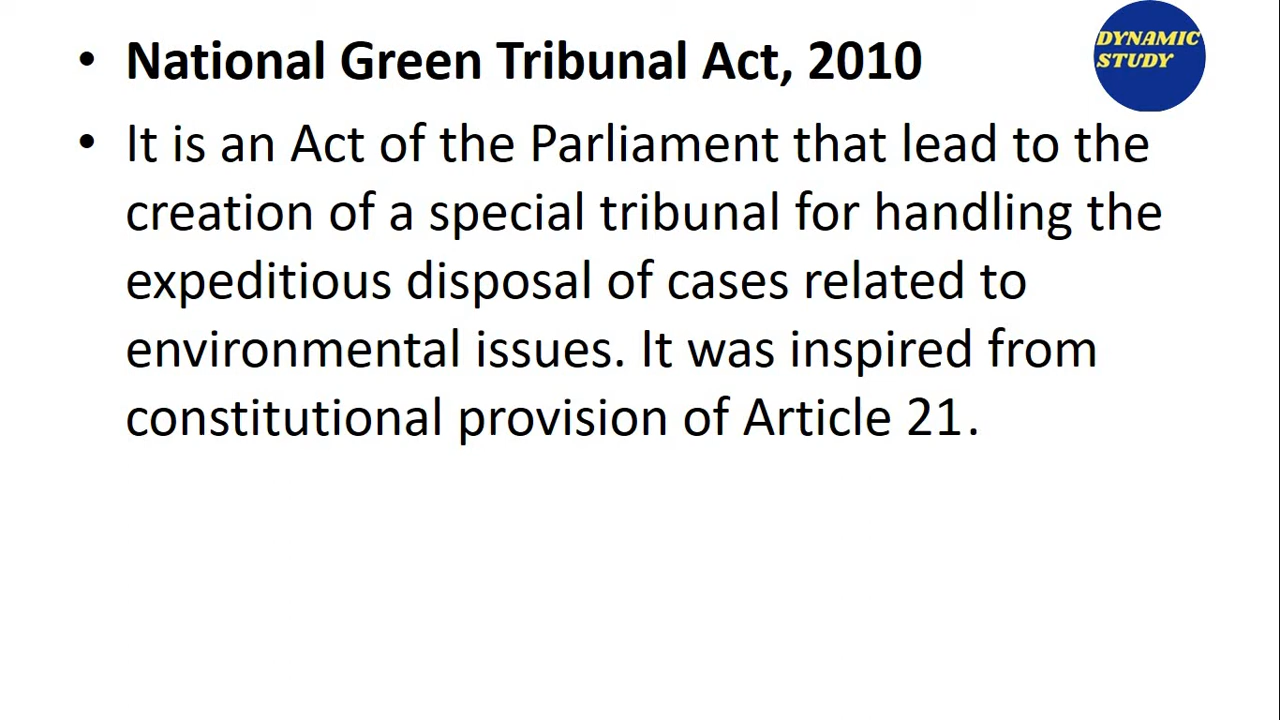 • National Green Tribunal Act, 2010
DYNAMIC
STUDY
• It is an Act of the Parliament that lead to the
creation of a special tribunal for handling the
expeditious disposal of cases related to
environmental issues. It was inspired from
constitutional provision of Article 21.